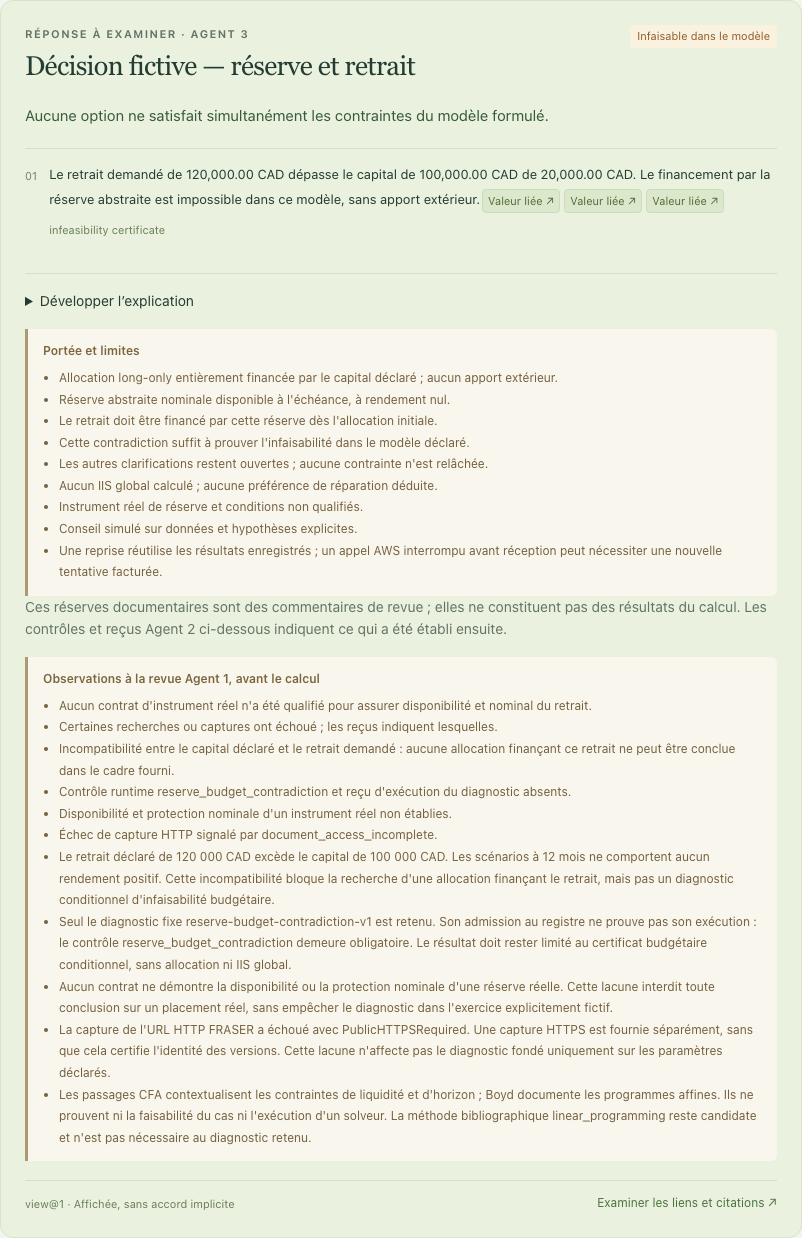 RÉPONSE À EXAMINER · AGENT 3
Infaisable dans le modèle
Décision fictive — réserve et retrait
Aucune option ne satisfait simultanément les contraintes du modèle formulé.
01 Le retrait demandé de 120,000.00 CAD dépasse le capital de 100,000.00 CAD de 20,000.00 CAD. Le financement par la
réserve abstraite est impossible dans ce modèle, sans apport extérieur. Valeur liée ↗ Valeur liée ↗ Valeur liée ↗
infeasibility certificate
▶ Développer l’explication
Portée et limites
• Allocation long-only entièrement financée par le capital déclaré ; aucun apport extérieur.
• Réserve abstraite nominale disponible à l'échéance, à rendement nul.
• Le retrait doit être financé par cette réserve dès l'allocation initiale.
• Cette contradiction suffit à prouver l'infaisabilité dans le modèle déclaré.
• Les autres clarifications restent ouvertes ; aucune contrainte n'est relâchée.
• Aucun IIS global calculé ; aucune préférence de réparation déduite.
• Instrument réel de réserve et conditions non qualifiés.
• Conseil simulé sur données et hypothèses explicites.
• Une reprise réutilise les résultats enregistrés ; un appel AWS interrompu avant réception peut nécessiter une nouvelle
tentative facturée.
Ces réserves documentaires sont des commentaires de revue ; elles ne constituent pas des résultats du calcul. Les
contrôles et reçus Agent 2 ci-dessous indiquent ce qui a été établi ensuite.
Observations à la revue Agent 1, avant le calcul
• Aucun contrat d'instrument réel n'a été qualifié pour assurer disponibilité et nominal du retrait.
• Certaines recherches ou captures ont échoué ; les reçus indiquent lesquelles.
• Incompatibilité entre le capital déclaré et le retrait demandé : aucune allocation finançant ce retrait ne peut être conclue
dans le cadre fourni.
• Contrôle runtime reserve_budget_contradiction et reçu d'exécution du diagnostic absents.
• Disponibilité et protection nominale d'un instrument réel non établies.
• Échec de capture HTTP signalé par document_access_incomplete.
• Le retrait déclaré de 120 000 CAD excède le capital de 100 000 CAD. Les scénarios à 12 mois ne comportent aucun
rendement positif. Cette incompatibilité bloque la recherche d'une allocation finançant le retrait, mais pas un diagnostic
conditionnel d'infaisabilité budgétaire.
• Seul le diagnostic fixe reserve-budget-contradiction-v1 est retenu. Son admission au registre ne prouve pas son exécution :
le contrôle reserve_budget_contradiction demeure obligatoire. Le résultat doit rester limité au certificat budgétaire
conditionnel, sans allocation ni IIS global.
• Aucun contrat ne démontre la disponibilité ou la protection nominale d'une réserve réelle. Cette lacune interdit toute
conclusion sur un placement réel, sans empêcher le diagnostic dans l'exercice explicitement fictif.
• La capture de l'URL HTTP FRASER a échoué avec PublicHTTPSRequired. Une capture HTTPS est fournie séparément, sans
que cela certifie l'identité des versions. Cette lacune n'affecte pas le diagnostic fondé uniquement sur les paramètres
déclarés.
• Les passages CFA contextualisent les contraintes de liquidité et d'horizon ; Boyd documente les programmes affines. Ils ne
prouvent ni la faisabilité du cas ni l'exécution d'un solveur. La méthode bibliographique linear_programming reste candidate
et n'est pas nécessaire au diagnostic retenu.
view@1 · Affichée, sans accord implicite
Examiner les liens et citations ↗